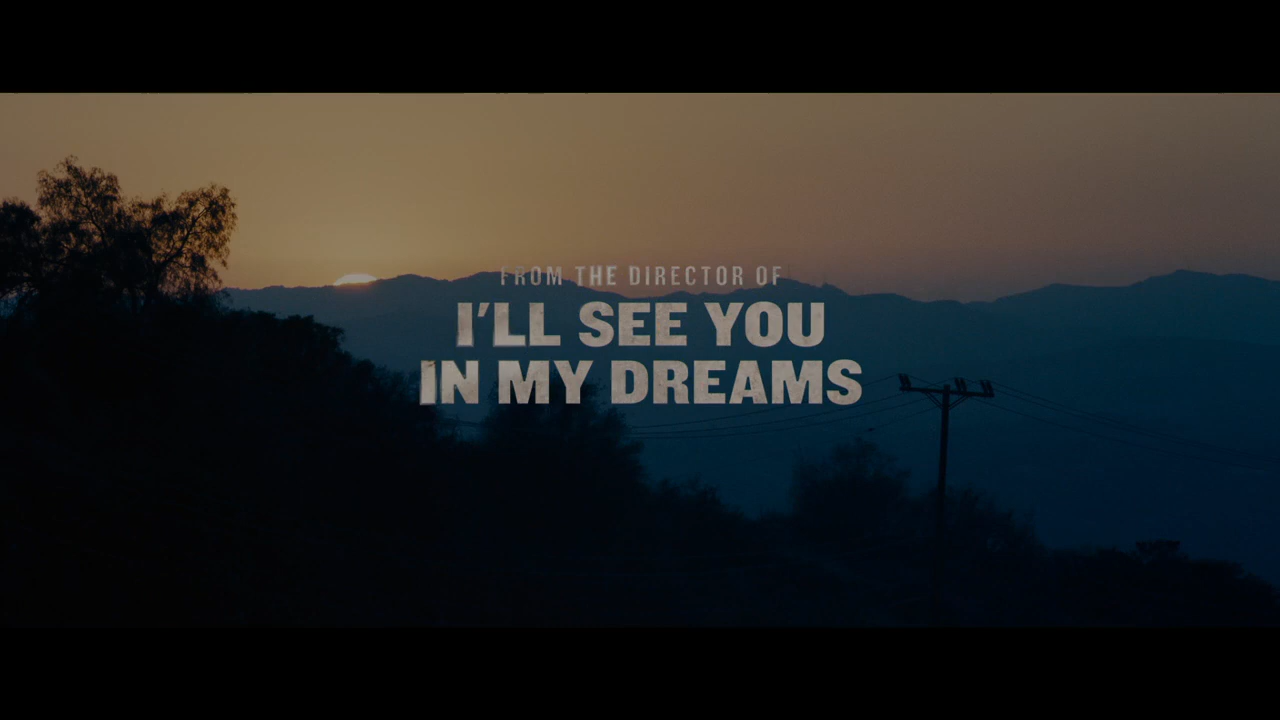 FROM THE DIRECTOR OF
I'LL SEE YOU
IN MY DREAMS